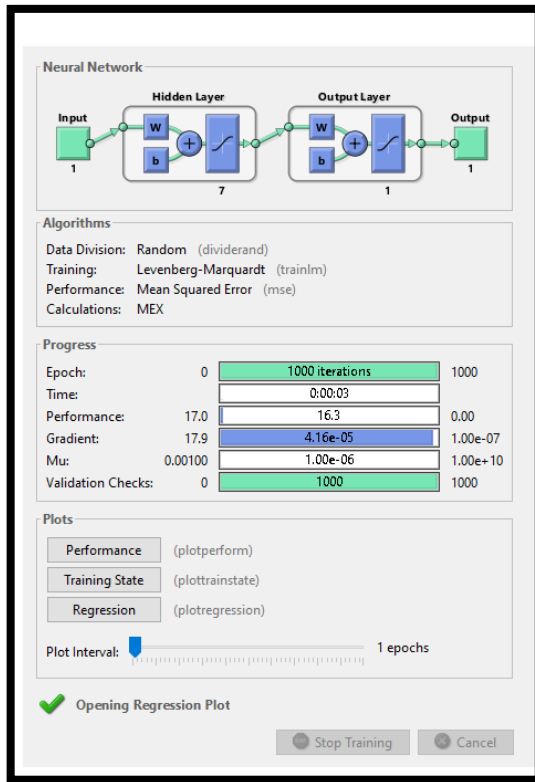 Neural Network
Hidden Layer Output Layer
Input Output
W W
+ +
b b
1 1
7 1
Algorithms
Data Division: Random (dividerand)
Training: Levenberg-Marquardt (trainlm)
Performance: Mean Squared Error (mse)
Calculations: MEX
Progress
Epoch: 0 1000 iterations 1000
Time: 0:00:03
Performance: 17.0 16.3 0.00
Gradient: 17.9 4.16e-05 1.00e-07
Mu: 0.00100 1.00e-06 1.00e+10
Validation Checks: 0 1000 1000
Plots
Performance (plotperform)
Training State (plottrainstate)
Regression (plotregression)
Plot Interval: 1 epochs
Opening Regression Plot
Stop Training Cancel